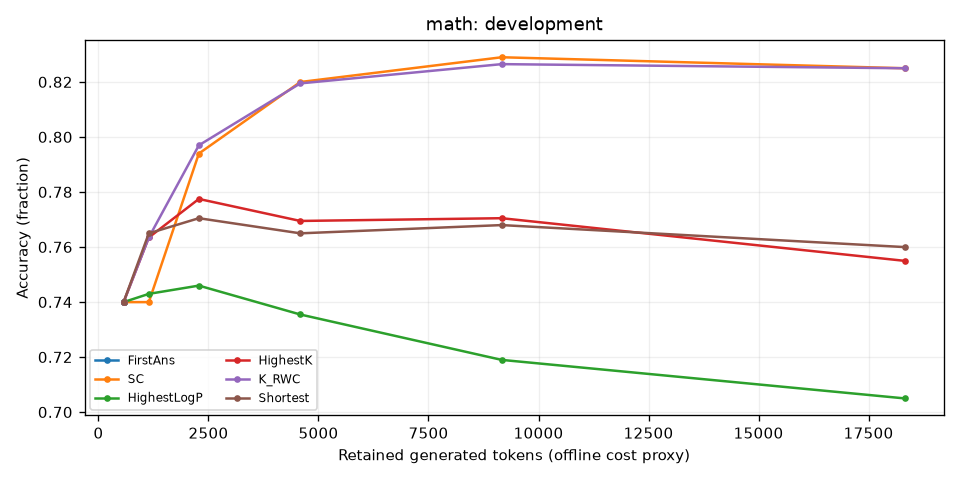 math: development
Accuracy (fraction)
0.82
0.80
0.78
0.76
0.74
0.72
0.70
FirstAns
SC
HighestLogP
HighestK
K_RWC
Shortest
0 2500 5000 7500 10000 12500 15000 17500
Retained generated tokens (offline cost proxy)